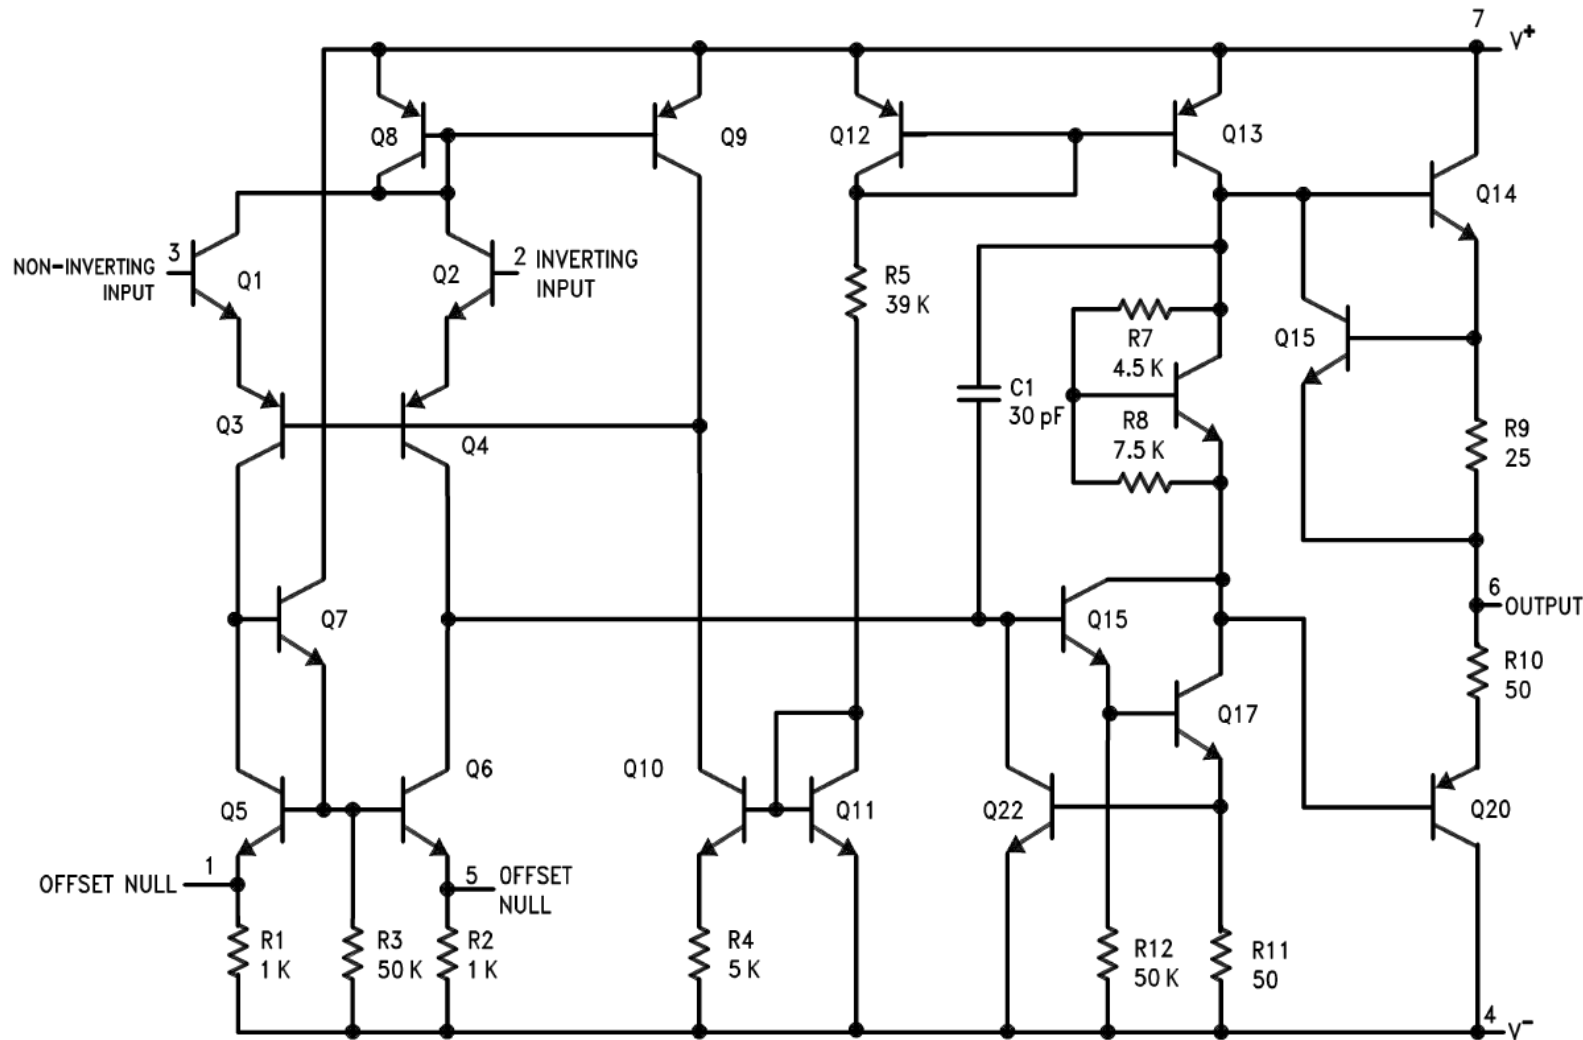 7
V+
Q8
Q9
Q12
Q13
Q14
3
NON-INVERTING
INPUT
Q1
Q2
2 INVERTING
INPUT
R5
39 K
R7
4.5 K
Q15
C1
30 pF
R8
7.5 K
Q3
Q4
R9
25
6
OUTPUT
Q7
Q15
R10
50
Q17
Q5
Q6
Q10
Q11
Q22
Q20
1
OFFSET NULL
5 OFFSET
NULL
R1
1 K
R3
50 K
R2
1 K
R4
5 K
R12
50 K
R11
50
4
V-